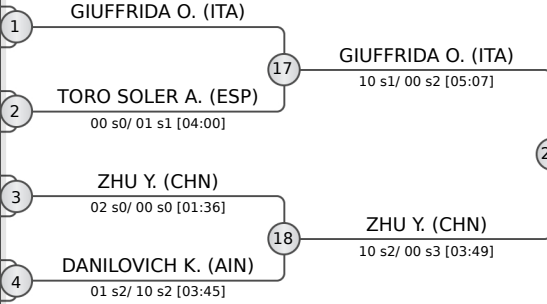 GIUFFRIDA O. (ITA)
1
17
GIUFFRIDA O. (ITA)
10 s1/ 00 s2 [05:07]
TORO SOLER A. (ESP)
2
00 s0/ 01 s1 [04:00]
ZHU Y. (CHN)
3
02 s0/ 00 s0 [01:36]
18
ZHU Y. (CHN)
10 s2/ 00 s3 [03:49]
DANILOVICH K. (AIN)
4
01 s2/ 10 s2 [03:45]